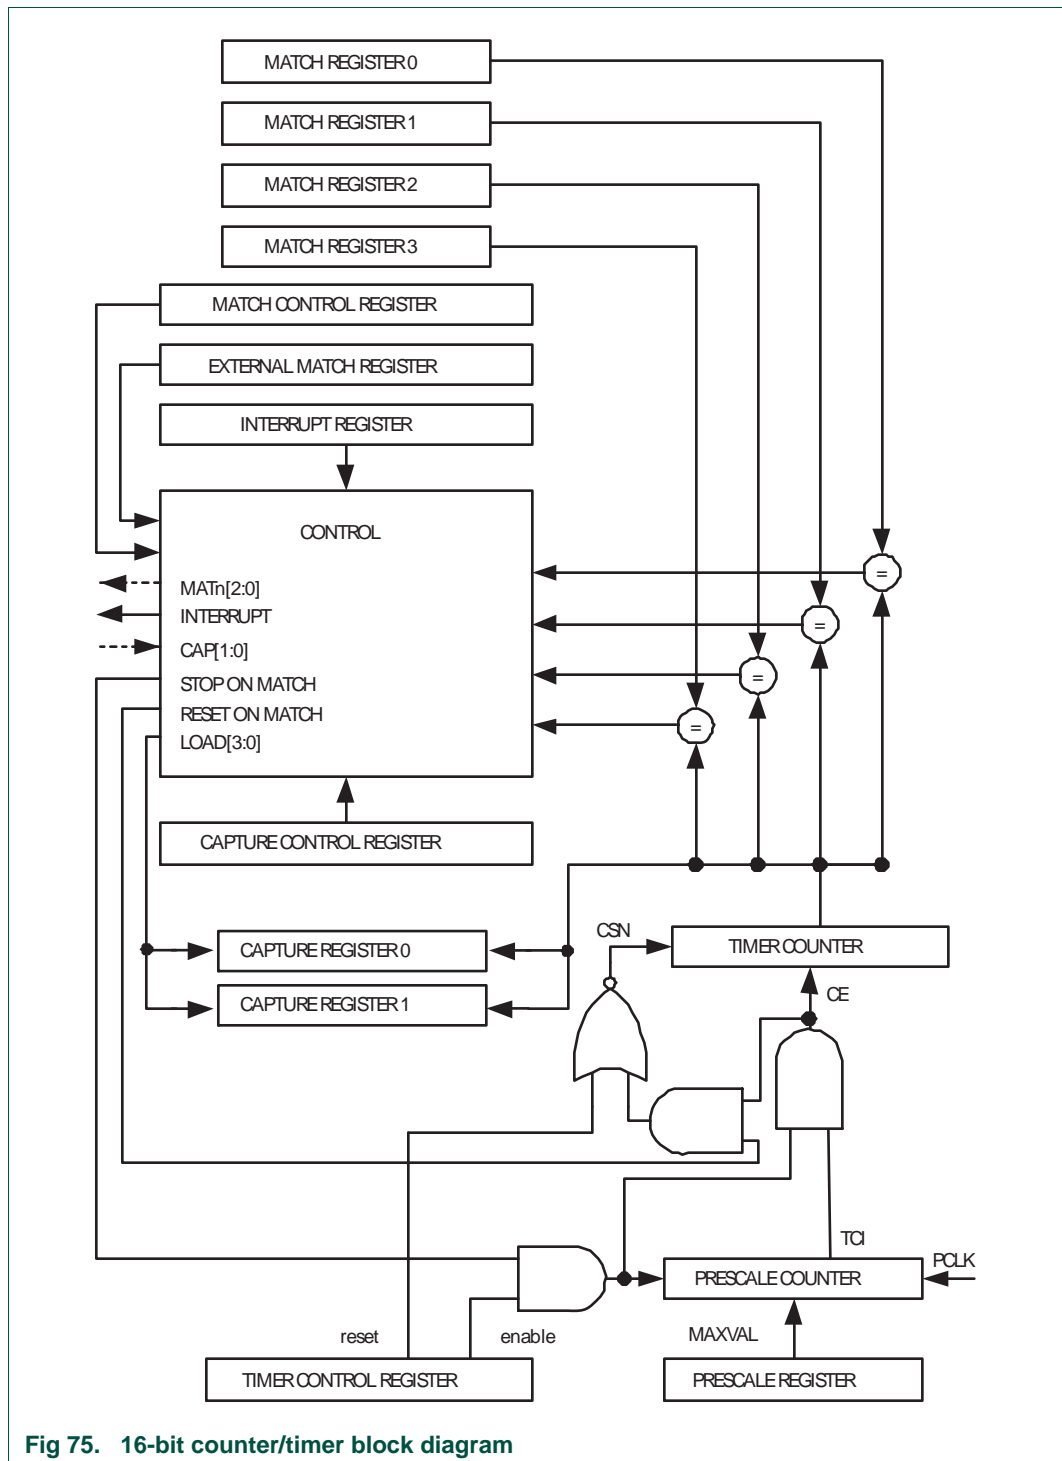 MATCH REGISTER 0
MATCH REGISTER 1
MATCH REGISTER 2
MATCH REGISTER 3
MATCH CONTROL REGISTER
EXTERNAL MATCH REGISTER
INTERRUPT REGISTER
CONTROL
=
MATn[2:0]
INTERRUPT
=
CAP[1:0]
STOP ON MATCH
=
RESET ON MATCH
=
LOAD[3:0]
CAPTURE CONTROL REGISTER
CSN
CAPTURE REGISTER 0
TIMER COUNTER
CE
CAPTURE REGISTER 1
TCI
PCLK
PRESCALE COUNTER
reset
enable
MAXVAL
TIMER CONTROL REGISTER
PRESCALE REGISTER
Fig 75. 16-bit counter/timer block diagram